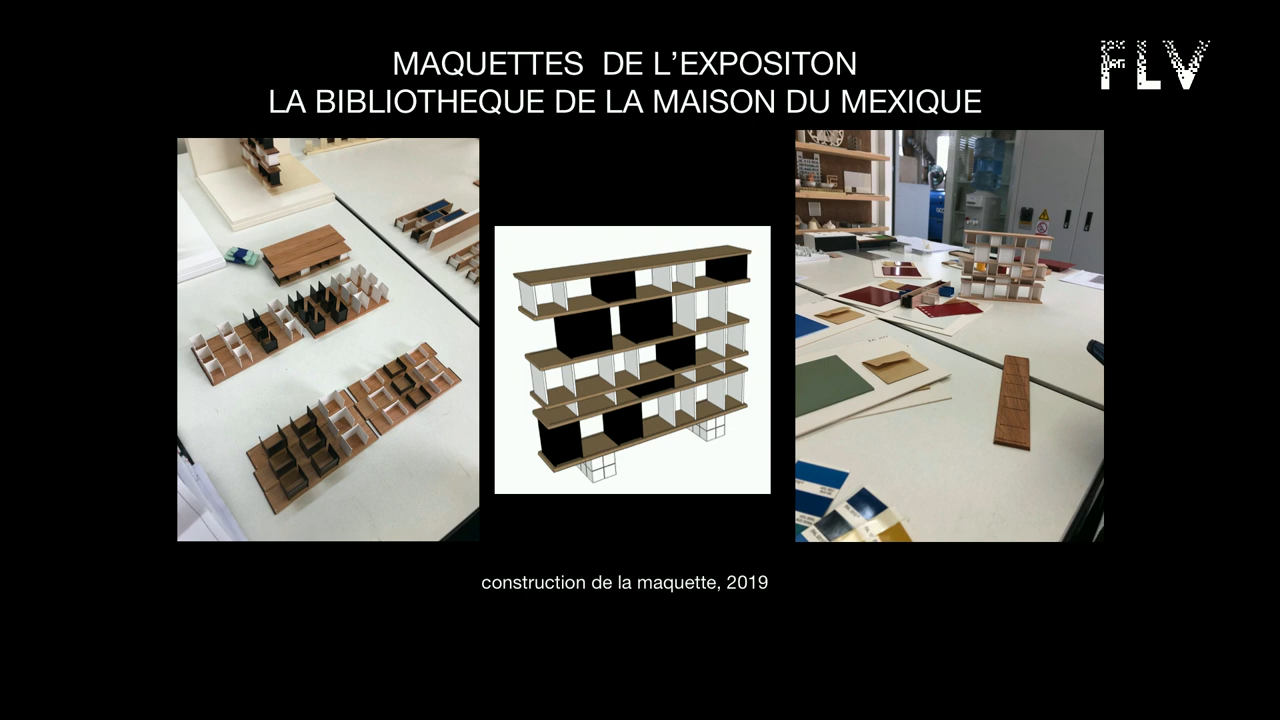 MAQUETTES DE L'EXPOSITON
LA BIBLIOTHEQUE DE LA MAISON DU MEXIQUE
FLV
construction de la maquette, 2019